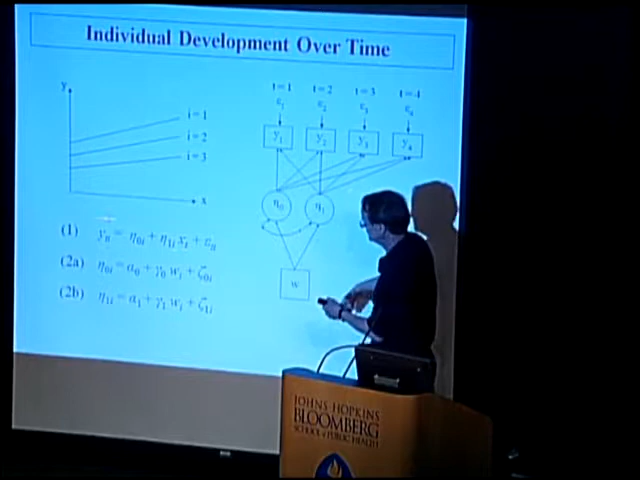 Individual Development Over Time
y
i = 1
i = 2
i = 3
x
t = 1 t = 2 t = 3 t = 4
ε₁ ε₂ ε₃ ε₄
y₁ y₂ y₃ y₄
η₀ η₁
w
(1) yₜᵢ = η₀ᵢ + η₁ᵢ xₜ + εₜᵢ
(2a) η₀ᵢ = α₀ + γ₀ wᵢ + ζ₀ᵢ
(2b) η₁ᵢ = α₁ + γ₁ wᵢ + ζ₁ᵢ
JOHNS HOPKINS
BLOOMBERG
SCHOOL of PUBLIC HEALTH